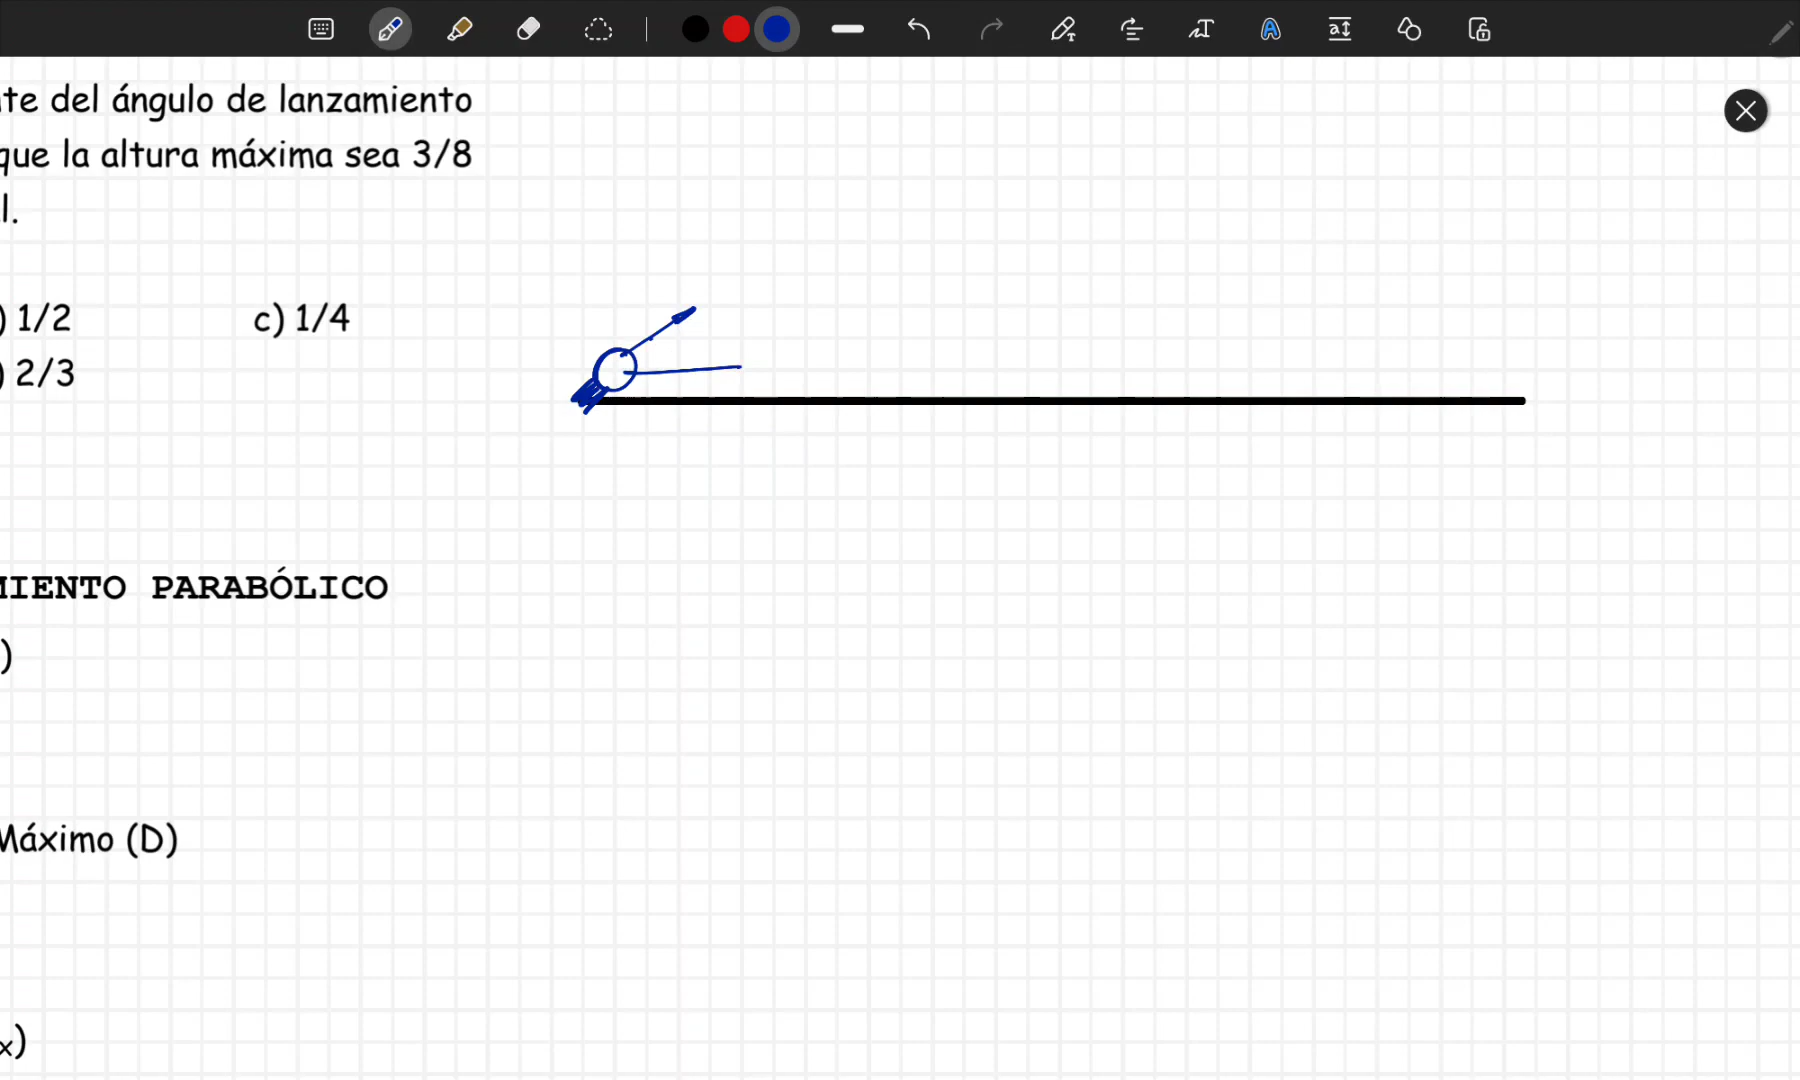 te del ángulo de lanzamiento
que la altura máxima sea 3/8
l.
) 1/2 c) 1/4
) 2/3
MIENTO PARABÓLICO
)
Máximo (D)
x)